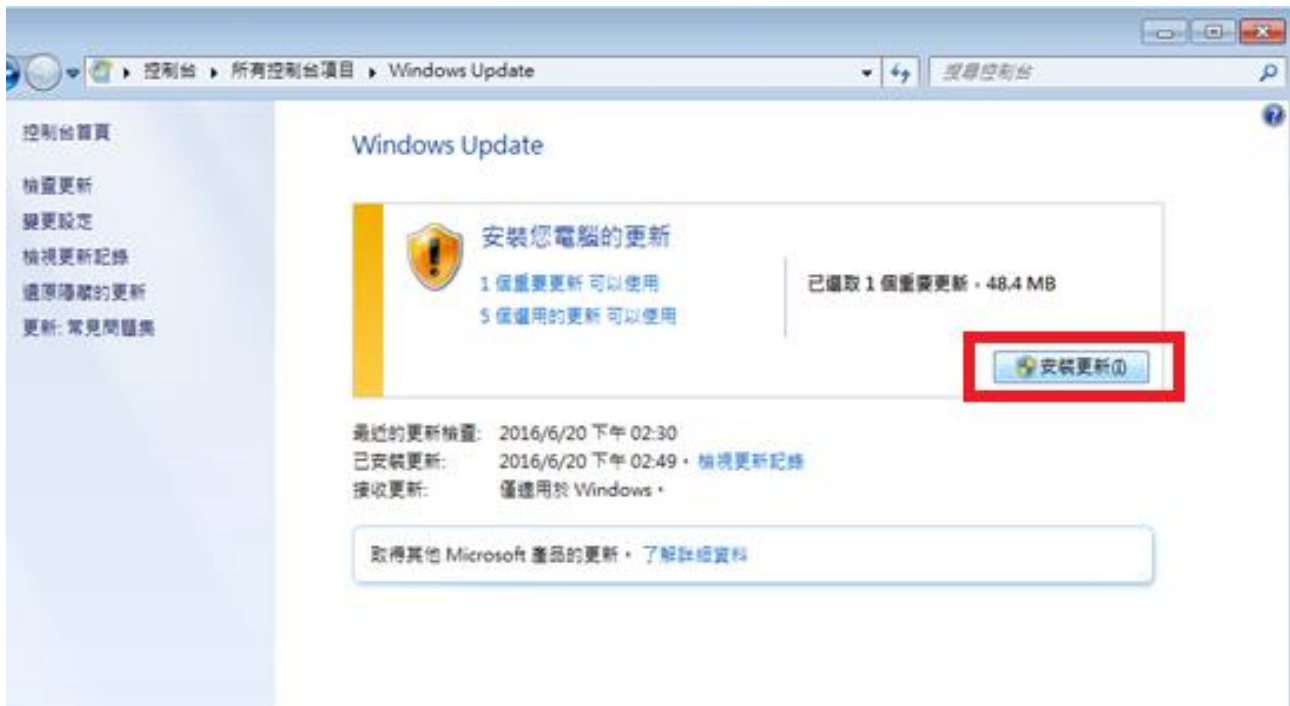 控制台 ▸ 所有控制台項目 ▸ Windows Update
搜尋控制台
控制台首頁
檢查更新
變更設定
檢視更新記錄
還原隱藏的更新
更新: 常見問題集
Windows Update
安裝您電腦的更新
1 個重要更新 可以使用
5 個選用的更新 可以使用
已選取 1 個重要更新，48.4 MB
安裝更新(I)
最近的更新檢查: 2016/6/20 下午 02:30
已安裝更新: 2016/6/20 下午 02:49。檢視更新記錄
接收更新: 僅適用於 Windows。
取得其他 Microsoft 產品的更新。了解詳細資料